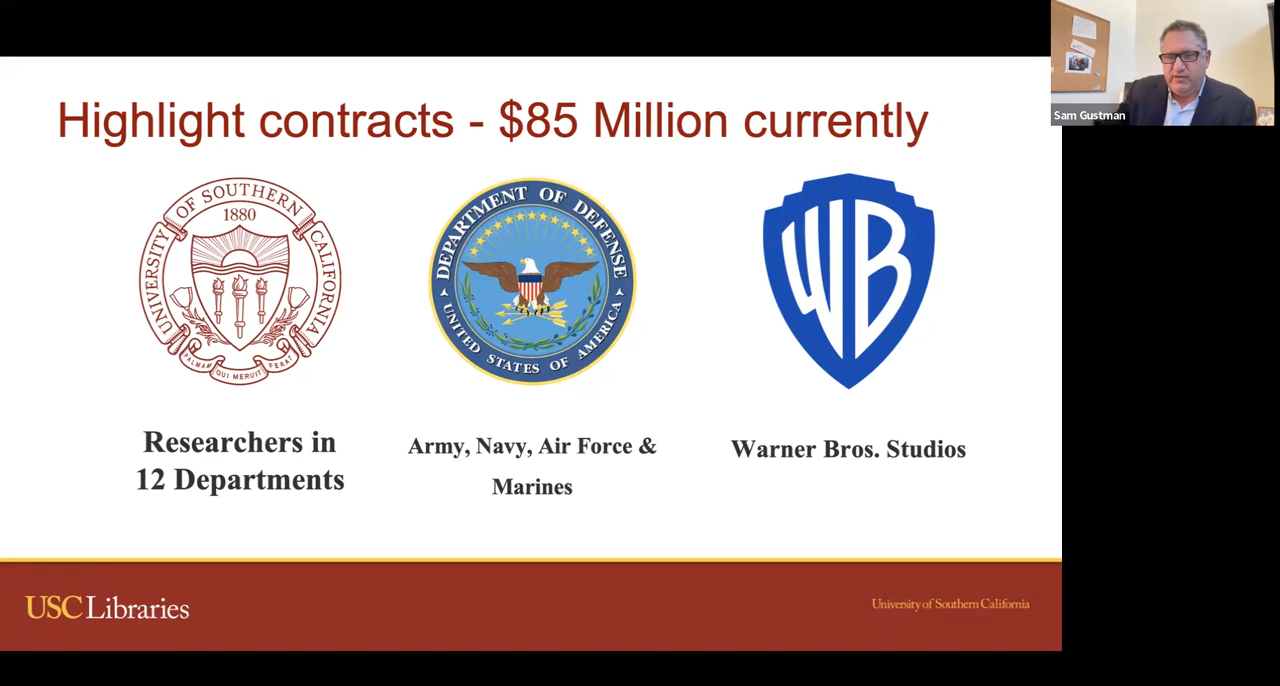 Highlight contracts - $85 Million currently
UNIVERSITY OF SOUTHERN CALIFORNIA
1880
PALMAM QUI MERUIT FERAT
DEPARTMENT OF DEFENSE
UNITED STATES OF AMERICA
WB
Researchers in
12 Departments
Army, Navy, Air Force &
Marines
Warner Bros. Studios
USC Libraries
University of Southern California
Sam Gustman